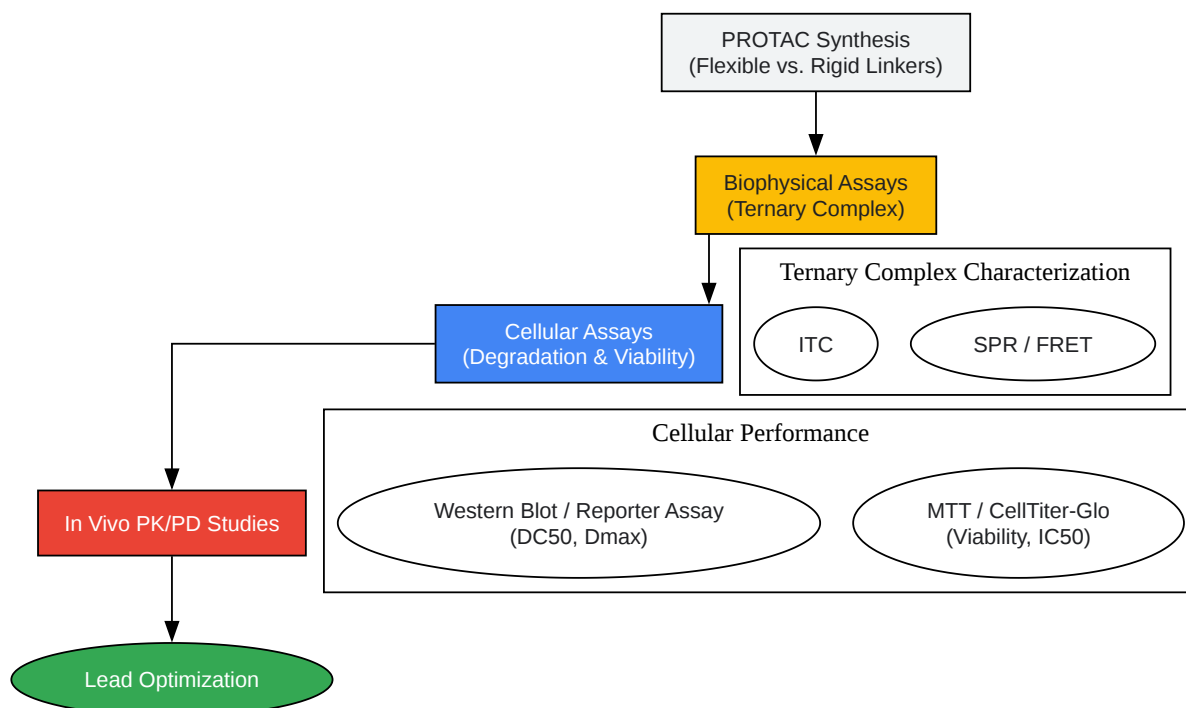 PROTAC Synthesis
(Flexible vs. Rigid Linkers)
Biophysical Assays
(Ternary Complex)
Ternary Complex Characterization
ITC
SPR / FRET
Cellular Assays
(Degradation & Viability)
Cellular Performance
Western Blot / Reporter Assay
(DC50, Dmax)
MTT / CellTiter-Glo
(Viability, IC50)
In Vivo PK/PD Studies
Lead Optimization